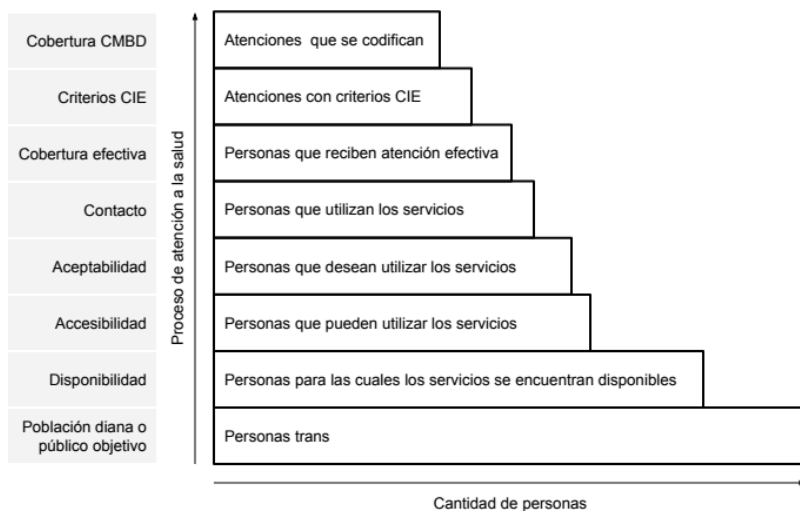 Cobertura CMBD
Atenciones que se codifican
Criterios CIE
Atenciones con criterios CIE
Cobertura efectiva
Personas que reciben atención efectiva
Contacto
Personas que utilizan los servicios
Aceptabilidad
Personas que desean utilizar los servicios
Accesibilidad
Personas que pueden utilizar los servicios
Disponibilidad
Personas para las cuales los servicios se encuentran disponibles
Población diana o
público objetivo
Personas trans
Proceso de atención a la salud
Cantidad de personas